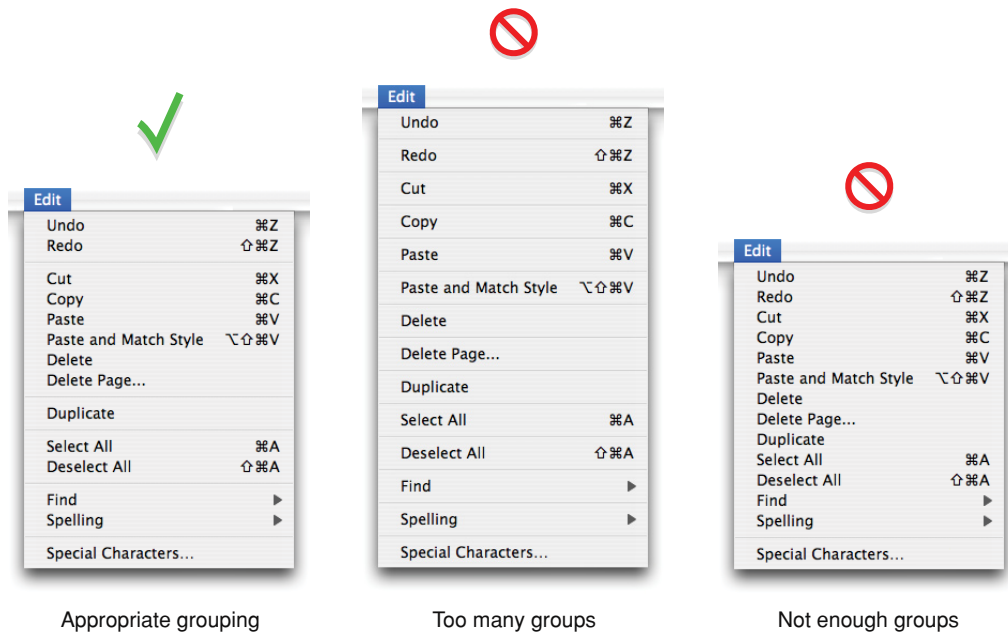 Edit
Undo ⌘Z
Redo ⇧⌘Z
Cut ⌘X
Copy ⌘C
Paste ⌘V
Paste and Match Style ⌥⇧⌘V
Delete
Delete Page...
Duplicate
Select All ⌘A
Deselect All ⇧⌘A
Find
Spelling
Special Characters...
Appropriate grouping
Edit
Undo ⌘Z
Redo ⇧⌘Z
Cut ⌘X
Copy ⌘C
Paste ⌘V
Paste and Match Style ⌥⇧⌘V
Delete
Delete Page...
Duplicate
Select All ⌘A
Deselect All ⇧⌘A
Find
Spelling
Special Characters...
Too many groups
Edit
Undo ⌘Z
Redo ⇧⌘Z
Cut ⌘X
Copy ⌘C
Paste ⌘V
Paste and Match Style ⌥⇧⌘V
Delete
Delete Page...
Duplicate
Select All ⌘A
Deselect All ⇧⌘A
Find
Spelling
Special Characters...
Not enough groups